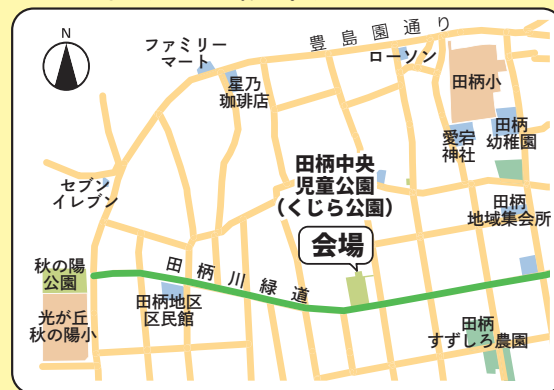 N
豊島園通り
ファミリー
マート
ローソン
星乃
珈琲店
田柄小
愛宕
神社
田柄
幼稚園
田柄中央
児童公園
(くじら公園)
会場
セブン
イレブン
田柄
地域集会所
秋の陽
公園
田柄川緑道
田柄地区
区民館
光が丘
秋の陽小
田柄
すずしろ農園